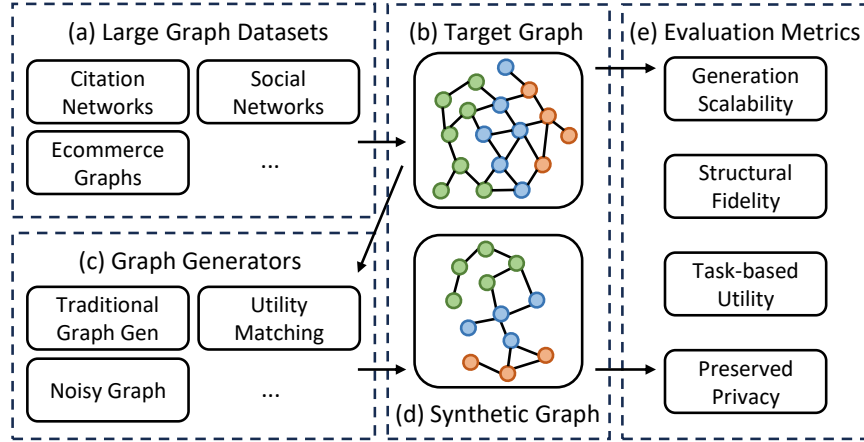 (a) Large Graph Datasets
Citation
Networks
Social
Networks
Ecommerce
Graphs
...
(b) Target Graph
(c) Graph Generators
Traditional
Graph Gen
Utility
Matching
Noisy Graph
...
(d) Synthetic Graph
(e) Evaluation Metrics
Generation
Scalability
Structural
Fidelity
Task-based
Utility
Preserved
Privacy